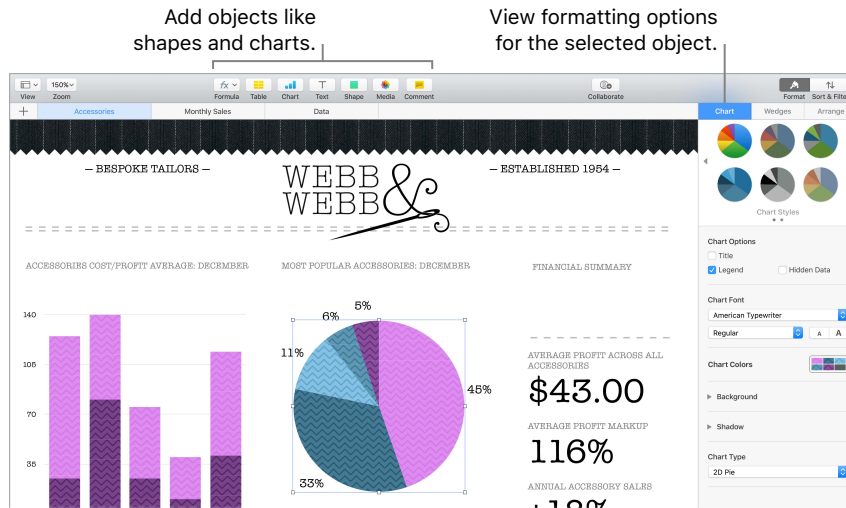 Add objects like
shapes and charts.
View formatting options
for the selected object.
150%
View
Zoom
fx
Formula
Table
Chart
Text
Shape
Media
Comment
Collaborate
Format
Sort & Filte
+
Accessories
Monthly Sales
Data
Chart
Wedges
Arrange
– BESPOKE TAILORS –
WEBB &
WEBB
– ESTABLISHED 1954 –
Chart Styles
ACCESSORIES COST/PROFIT AVERAGE: DECEMBER
MOST POPULAR ACCESSORIES: DECEMBER
FINANCIAL SUMMARY
140
105
70
35
5%
6%
11%
45%
33%
AVERAGE PROFIT ACROSS ALL
ACCESSORIES
$43.00
AVERAGE PROFIT MARKUP
116%
ANNUAL ACCESSORY SALES
Chart Options
Title
Legend
Hidden Data
Chart Font
American Typewriter
Regular
A A
Chart Colors
Background
Shadow
Chart Type
2D Pie